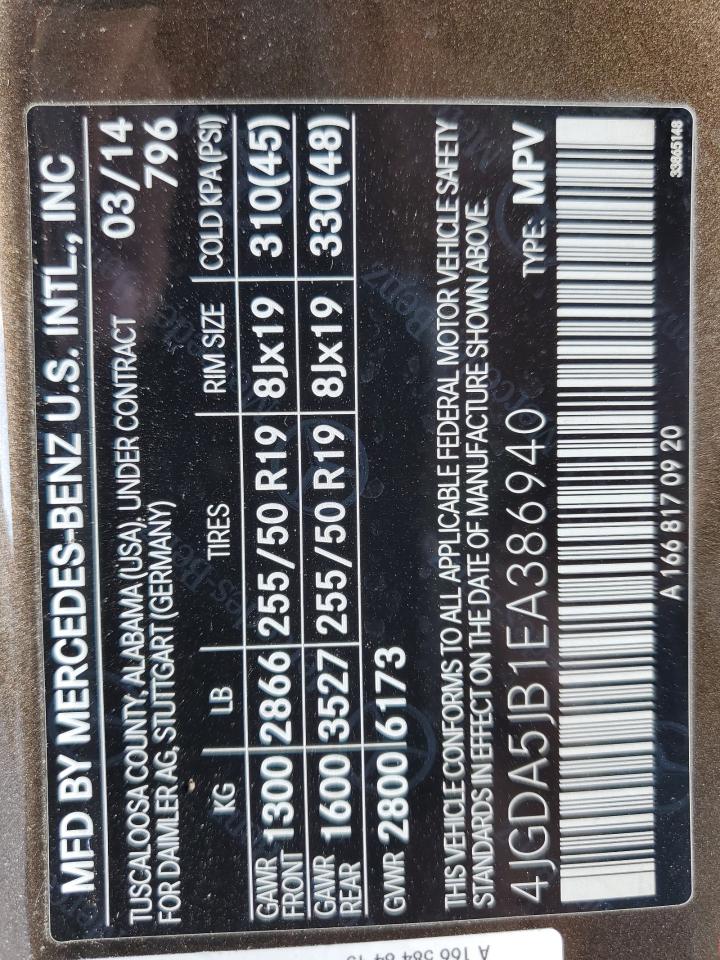 MFD BY MERCEDES-BENZ U.S. INTL., INC
TUSCALOOSA COUNTY, ALABAMA (USA), UNDER CONTRACT 03/14
FOR DAIMLER AG, STUTTGART (GERMANY) 796
KG LB TIRES RIM SIZE COLD KPA (PSI)
GAWR FRONT 1300 2866 255/50 R19 8Jx19 310(45)
GAWR REAR 1600 3527 255/50 R19 8Jx19 330(48)
GVWR 2800 6173
THIS VEHICLE CONFORMS TO ALL APPLICABLE FEDERAL MOTOR VEHICLE SAFETY
STANDARDS IN EFFECT ON THE DATE OF MANUFACTURE SHOWN ABOVE.
4JGDA5JB1EA386940 TYPE: MPV
A 166 817 09 20 33865148